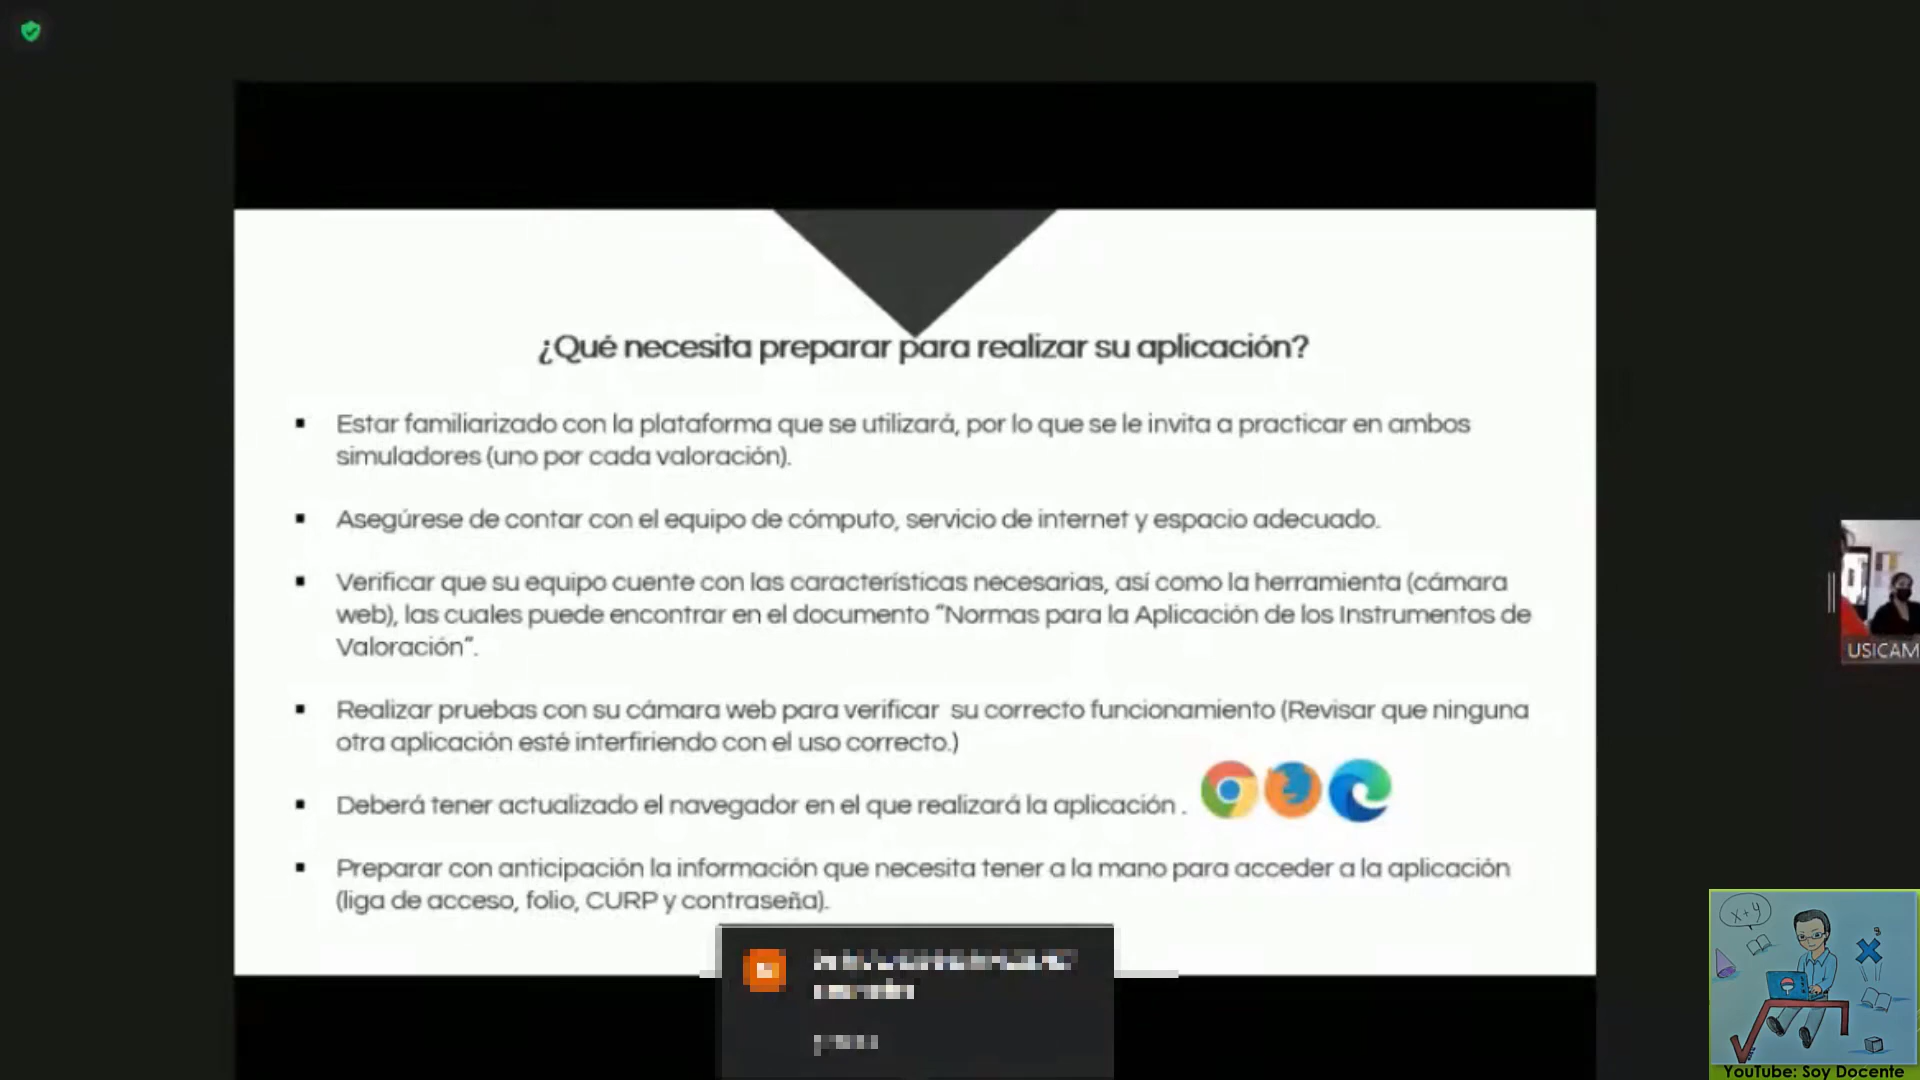 ¿Qué necesita preparar para realizar su aplicación?
▪ Estar familiarizado con la plataforma que se utilizará, por lo que se le invita a practicar en ambos
simuladores (uno por cada valoración).
▪ Asegúrese de contar con el equipo de cómputo, servicio de internet y espacio adecuado.
▪ Verificar que su equipo cuente con las características necesarias, así como la herramienta (cámara
web), las cuales puede encontrar en el documento “Normas para la Aplicación de los Instrumentos de
Valoración”.
▪ Realizar pruebas con su cámara web para verificar su correcto funcionamiento (Revisar que ninguna
otra aplicación esté interfiriendo con el uso correcto.)
▪ Deberá tener actualizado el navegador en el que realizará la aplicación .
▪ Preparar con anticipación la información que necesita tener a la mano para acceder a la aplicación
(liga de acceso, folio, CURP y contraseña).
USICAM
x+y
YouTube: Soy Docente